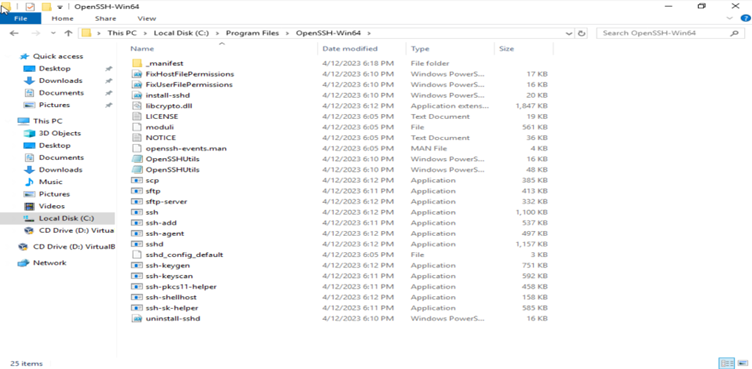 OpenSSH-Win64
File Home Share View
This PC > Local Disk (C:) > Program Files > OpenSSH-Win64 >
Search OpenSSH-Win64
Name Date modified Type Size
Quick access
Desktop
Downloads
Documents
Pictures
This PC
3D Objects
Desktop
Documents
Downloads
Music
Pictures
Videos
Local Disk (C:)
CD Drive (D:) Virtua
CD Drive (D:) VirtualB
Network
_manifest 4/12/2023 6:18 PM File folder
FixHostFilePermissions 4/12/2023 6:10 PM Windows PowerS... 17 KB
FixUserFilePermissions 4/12/2023 6:10 PM Windows PowerS... 16 KB
install-sshd 4/12/2023 6:10 PM Windows PowerS... 20 KB
libcrypto.dll 4/12/2023 6:12 PM Application extens... 1,847 KB
LICENSE 4/12/2023 6:05 PM Text Document 19 KB
moduli 4/12/2023 6:05 PM File 561 KB
NOTICE 4/12/2023 6:05 PM Text Document 36 KB
openssh-events.man 4/12/2023 6:05 PM MAN File 4 KB
OpenSSHUtils 4/12/2023 6:10 PM Windows PowerS... 16 KB
OpenSSHUtils 4/12/2023 6:10 PM Windows PowerS... 48 KB
scp 4/12/2023 6:12 PM Application 385 KB
sftp 4/12/2023 6:11 PM Application 413 KB
sftp-server 4/12/2023 6:12 PM Application 332 KB
ssh 4/12/2023 6:12 PM Application 1,100 KB
ssh-add 4/12/2023 6:11 PM Application 537 KB
ssh-agent 4/12/2023 6:12 PM Application 497 KB
sshd 4/12/2023 6:12 PM Application 1,157 KB
sshd_config_default 4/12/2023 6:05 PM File 3 KB
ssh-keygen 4/12/2023 6:12 PM Application 751 KB
ssh-keyscan 4/12/2023 6:11 PM Application 592 KB
ssh-pkcs11-helper 4/12/2023 6:11 PM Application 458 KB
ssh-shellhost 4/12/2023 6:12 PM Application 158 KB
ssh-sk-helper 4/12/2023 6:11 PM Application 585 KB
uninstall-sshd 4/12/2023 6:10 PM Windows PowerS... 16 KB
25 items